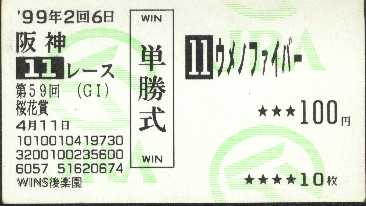 '99年2回6日
阪神
11レース
第59回 (GI)
桜花賞
4月11日
1010010419730
3200100235600
6057 51620674
WINS後楽園
WIN
単勝式
WIN
11 ウメノファイバー
★★★100円
★★★★10枚
JRA